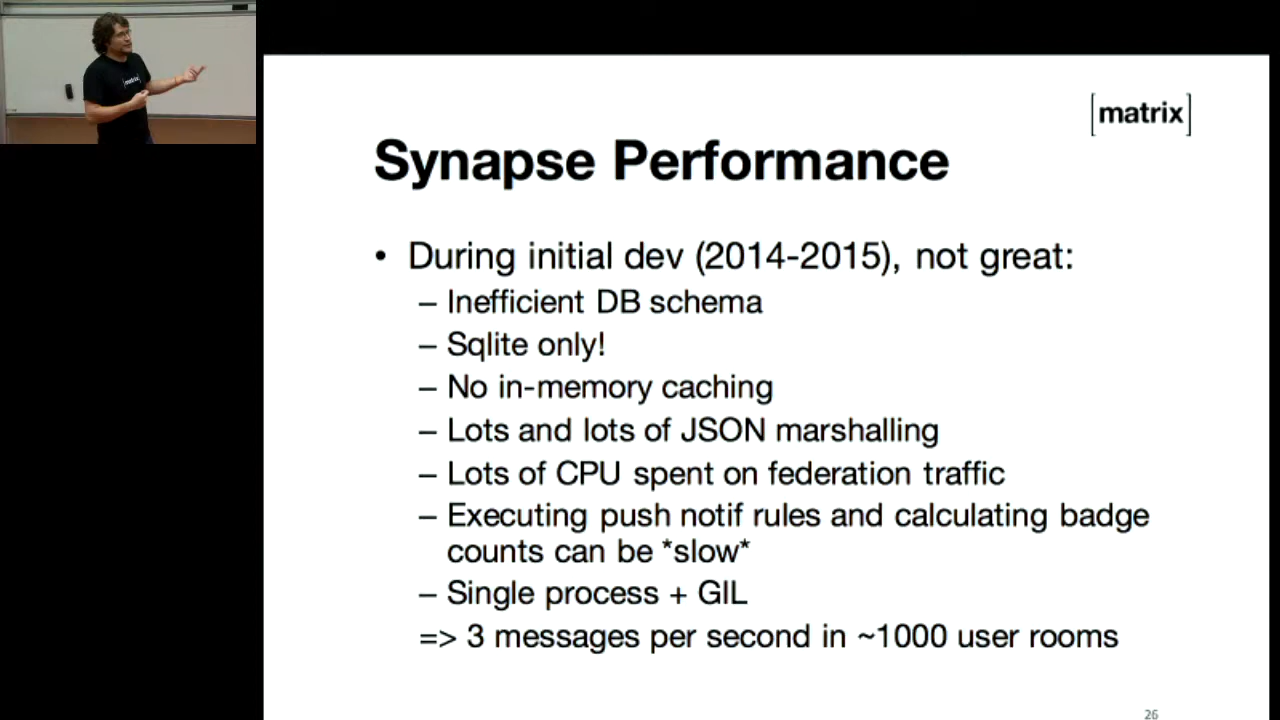 [matrix]
[matrix]
Synapse Performance
• During initial dev (2014-2015), not great:
– Inefficient DB schema
– Sqlite only!
– No in-memory caching
– Lots and lots of JSON marshalling
– Lots of CPU spent on federation traffic
– Executing push notif rules and calculating badge
counts can be *slow*
– Single process + GIL
=> 3 messages per second in ~1000 user rooms
26